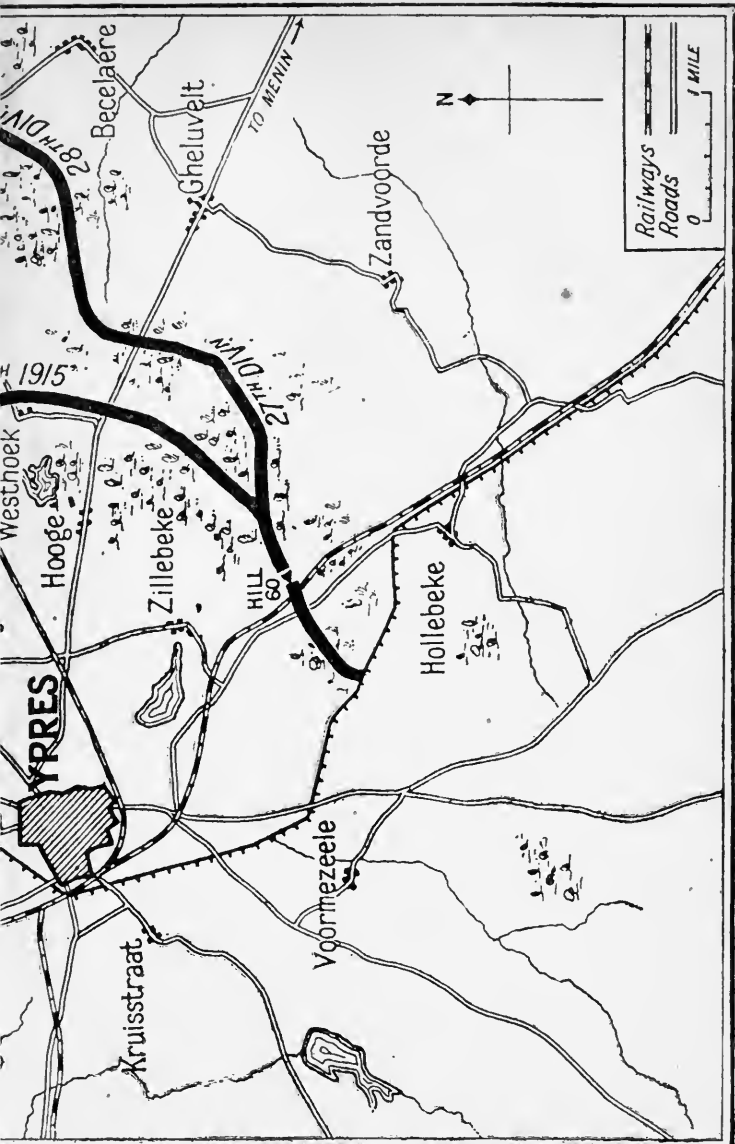 Becelaere
28TH DIVN
Gheluvelt
TO MENIN
N
Railways
Roads
0 1 MILE
Zandvoorde
1915
27TH DIVN
Westhoek
Hooge
Zillebeke
HILL
60
Hollebeke
YPRES
Voormezeele
Kruisstraat